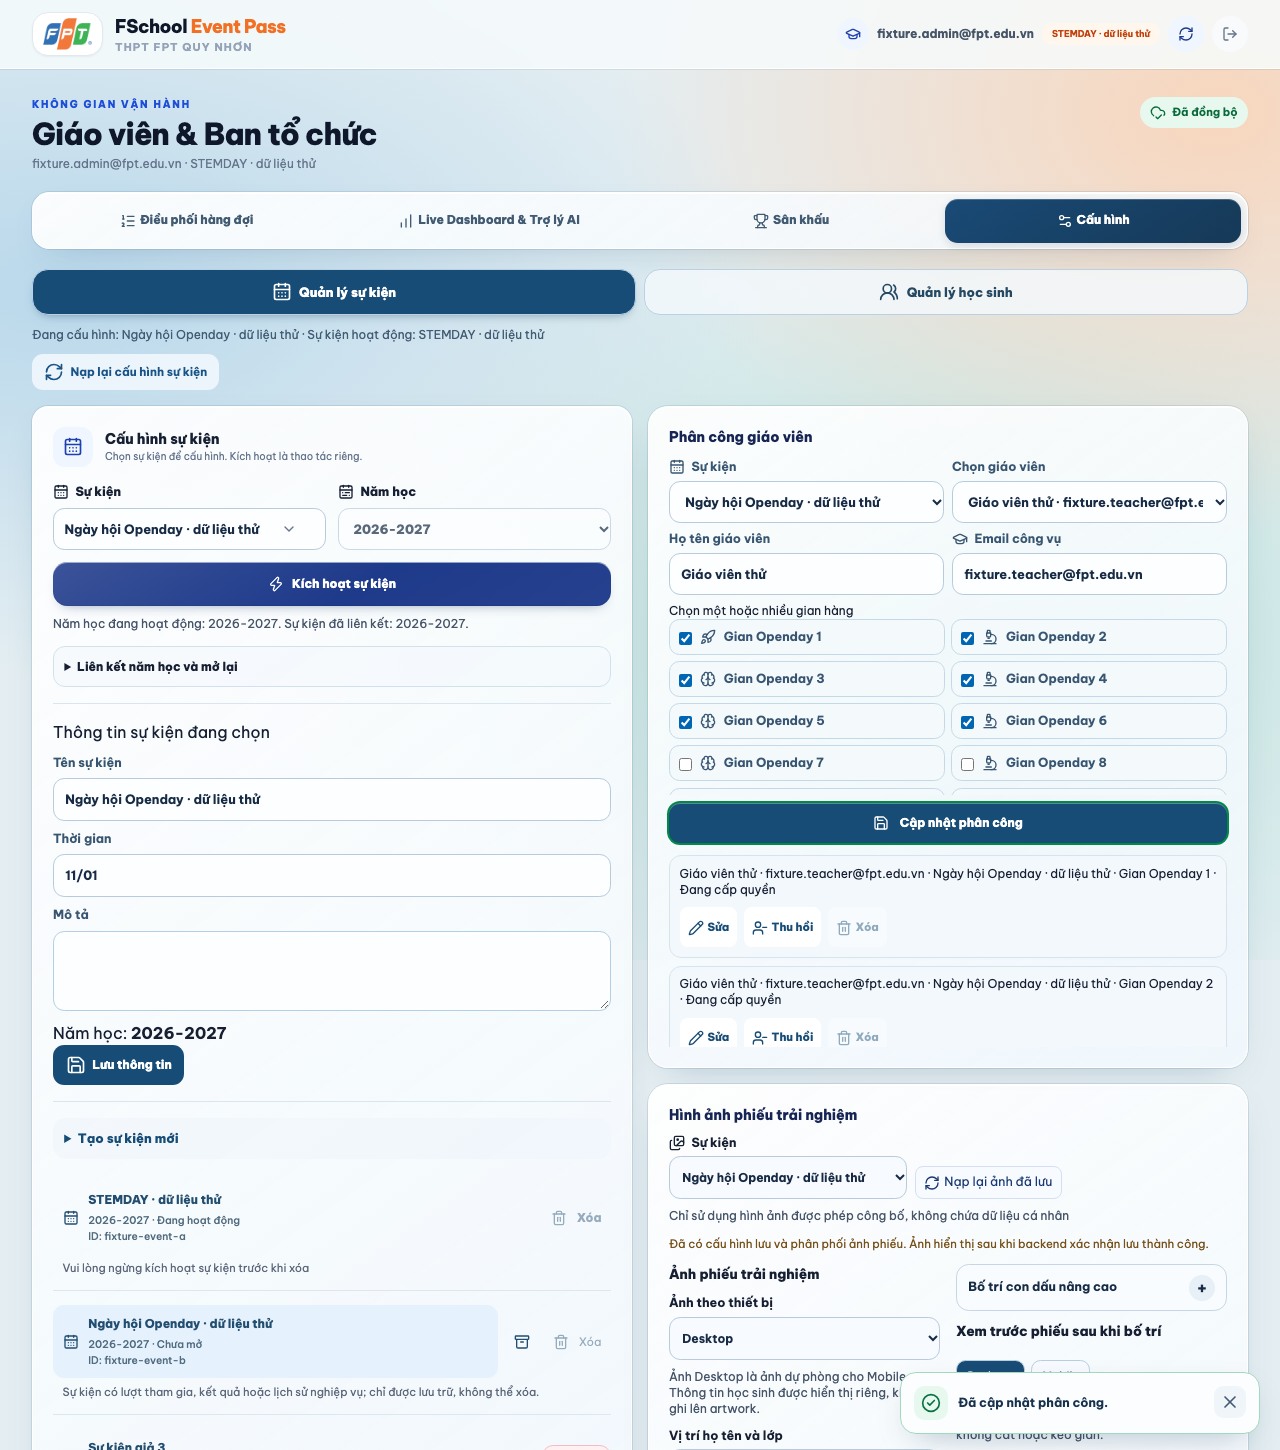 FPT
FSchool Event Pass
THPT FPT QUY NHƠN
fixture.admin@fpt.edu.vn
STEMDAY · dữ liệu thử
KHÔNG GIAN VẬN HÀNH
Giáo viên & Ban tổ chức
fixture.admin@fpt.edu.vn · STEMDAY · dữ liệu thử
Đã đồng bộ
Điều phối hàng đợi
Live Dashboard & Trợ lý AI
Sân khấu
Cấu hình
Quản lý sự kiện
Quản lý học sinh
Đang cấu hình: Ngày hội Openday · dữ liệu thử · Sự kiện hoạt động: STEMDAY · dữ liệu thử
Nạp lại cấu hình sự kiện
Cấu hình sự kiện
Chọn sự kiện để cấu hình. Kích hoạt là thao tác riêng.
Sự kiện
Năm học
Ngày hội Openday · dữ liệu thử
2026-2027
Kích hoạt sự kiện
Năm học đang hoạt động: 2026-2027. Sự kiện đã liên kết: 2026-2027.
Liên kết năm học và mở lại
Thông tin sự kiện đang chọn
Tên sự kiện
Ngày hội Openday · dữ liệu thử
Thời gian
11/01
Mô tả
Năm học: 2026-2027
Lưu thông tin
Tạo sự kiện mới
STEMDAY · dữ liệu thử
2026-2027 · Đang hoạt động
ID: fixture-event-a
Xóa
Vui lòng ngừng kích hoạt sự kiện trước khi xóa
Ngày hội Openday · dữ liệu thử
2026-2027 · Chưa mở
ID: fixture-event-b
Xóa
Sự kiện có lượt tham gia, kết quả hoặc lịch sử nghiệp vụ; chỉ được lưu trữ, không thể xóa.
Sự kiện giả 3
Phân công giáo viên
Sự kiện
Chọn giáo viên
Ngày hội Openday · dữ liệu thử
Giáo viên thử · fixture.teacher@fpt.e
Họ tên giáo viên
Email công vụ
Giáo viên thử
fixture.teacher@fpt.edu.vn
Chọn một hoặc nhiều gian hàng
Gian Openday 1
Gian Openday 2
Gian Openday 3
Gian Openday 4
Gian Openday 5
Gian Openday 6
Gian Openday 7
Gian Openday 8
Cập nhật phân công
Giáo viên thử · fixture.teacher@fpt.edu.vn · Ngày hội Openday · dữ liệu thử · Gian Openday 1 ·
Đang cấp quyền
Sửa
Thu hồi
Xóa
Giáo viên thử · fixture.teacher@fpt.edu.vn · Ngày hội Openday · dữ liệu thử · Gian Openday 2
· Đang cấp quyền
Sửa
Thu hồi
Xóa
Hình ảnh phiếu trải nghiệm
Sự kiện
Ngày hội Openday · dữ liệu thử
Nạp lại ảnh đã lưu
Chỉ sử dụng hình ảnh được phép công bố, không chứa dữ liệu cá nhân
Đã có cấu hình lưu và phân phối ảnh phiếu. Ảnh hiển thị sau khi backend xác nhận lưu thành công.
Ảnh phiếu trải nghiệm
Ảnh theo thiết bị
Desktop
Ảnh Desktop là ảnh dự phòng cho Mobile
Thông tin học sinh được hiển thị riêng,
ghi lên artwork.
Vị trí họ tên và lớp
Bố trí con dấu nâng cao
+
Xem trước phiếu sau khi bố trí
Đã cập nhật phân công.
không cắt hoặc kéo giãn.